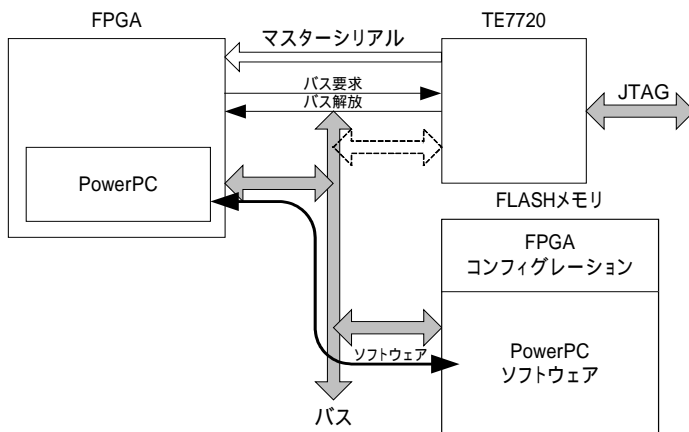 FPGA
TE7720
マスターシリアル
バス要求
バス解放
JTAG
PowerPC
FLASHメモリ
FPGA
コンフィグレーション
ソフトウェア
PowerPC
ソフトウェア
バス